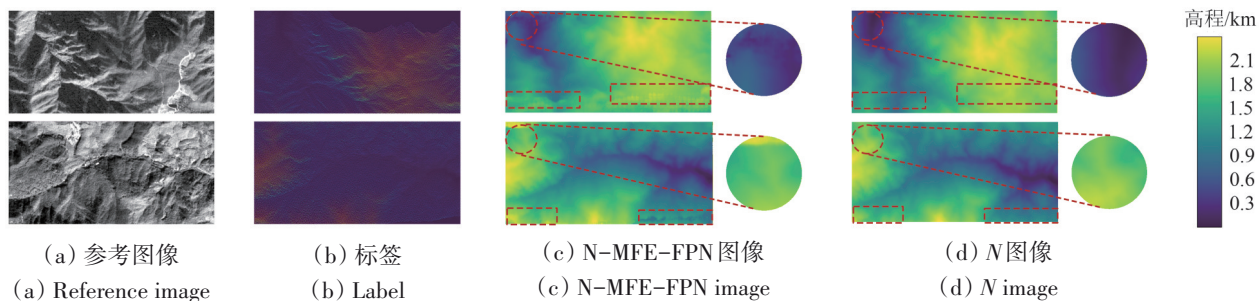 高程/km
2.1
1.8
1.5
1.2
0.9
0.6
0.3
(a) 参考图像
(b) 标签
(c) N-MFE-FPN图像
(d) N图像
(a) Reference image
(b) Label
(c) N-MFE-FPN image
(d) N image